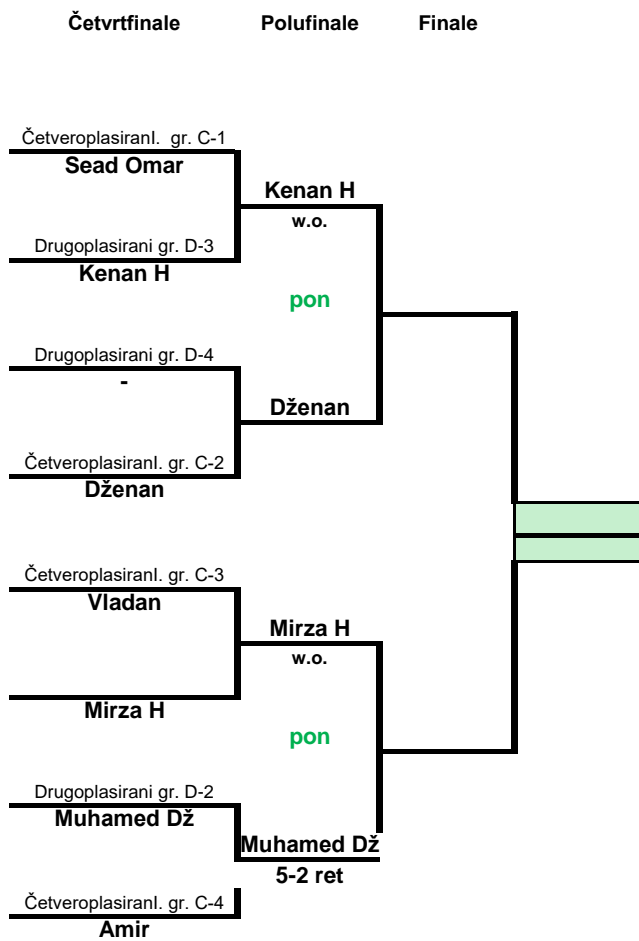 Četvrtfinale Polufinale Finale
Četveroplasiranl. gr. C-1
Sead Omar
Kenan H
w.o.
Drugoplasirani gr. D-3
Kenan H
pon
Drugoplasirani gr. D-4
-
Dženan
Četveroplasiranl. gr. C-2
Dženan
Četveroplasiranl. gr. C-3
Vladan
Mirza H
w.o.
Mirza H
pon
Drugoplasirani gr. D-2
Muhamed Dž
Muhamed Dž
5-2 ret
Četveroplasiranl. gr. C-4
Amir